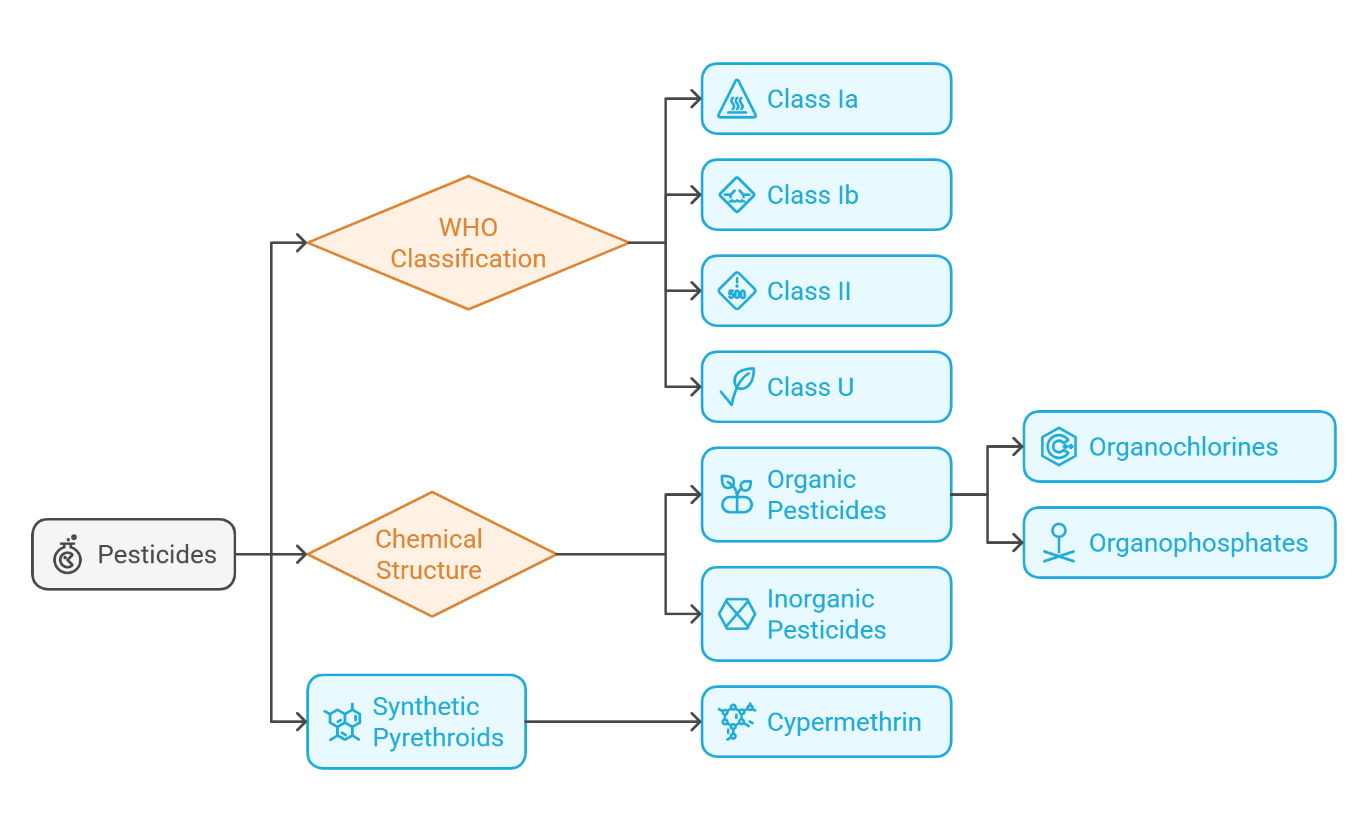 Class Ia
Class Ib
WHO
Classification
500
Class II
Class U
Organochlorines
Organic
Pesticides
Organophosphates
Chemical
Structure
Pesticides
Inorganic
Pesticides
Synthetic
Pyrethroids
Cypermethrin